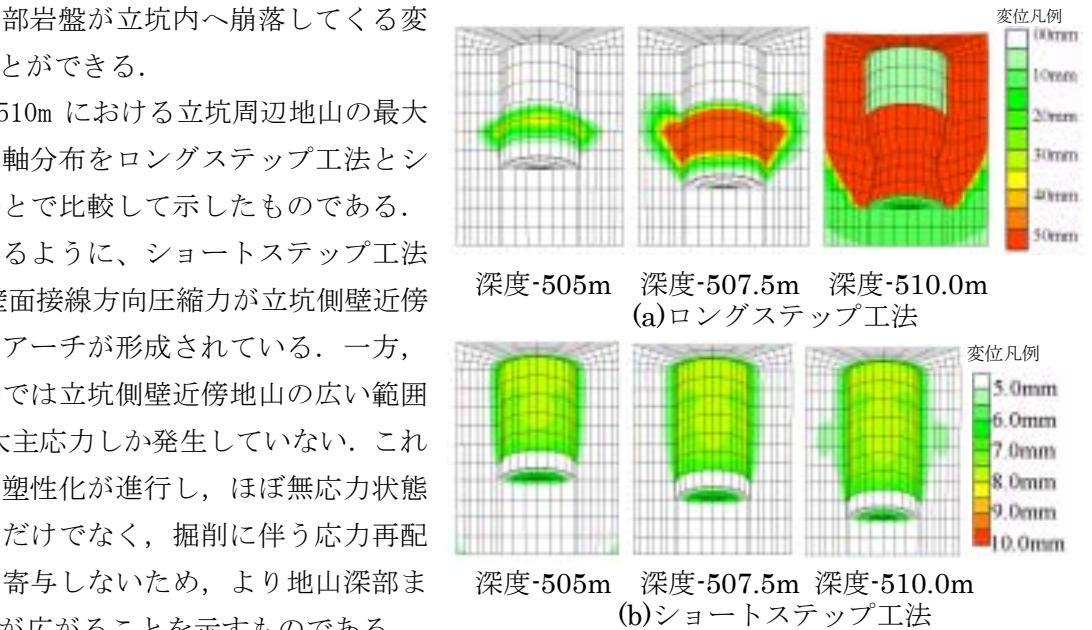 部岩盤が立坑内へ崩落してくる変
とができる．
510m における立坑周辺地山の最大
軸分布をロングステップ工法とシ
とで比較して示したものである．
るように、ショートステップ工法
壁面接線方向圧縮力が立坑側壁近傍
アーチが形成されている．一方，
では立坑側壁近傍地山の広い範囲
大主応力しか発生していない．これ
塑性化が進行し，ほぼ無応力状態
だけでなく，掘削に伴う応力再配
寄与しないため，より地山深部ま
が広がることを示すものである
変位凡例
00mm
10mm
20mm
30mm
40mm
50mm
深度-505m 深度-507.5m 深度-510.0m
(a)ロングステップ工法
変位凡例
5.0mm
6.0mm
7.0mm
8.0mm
9.0mm
10.0mm
深度-505m 深度-507.5m 深度-510.0m
(b)ショートステップ工法